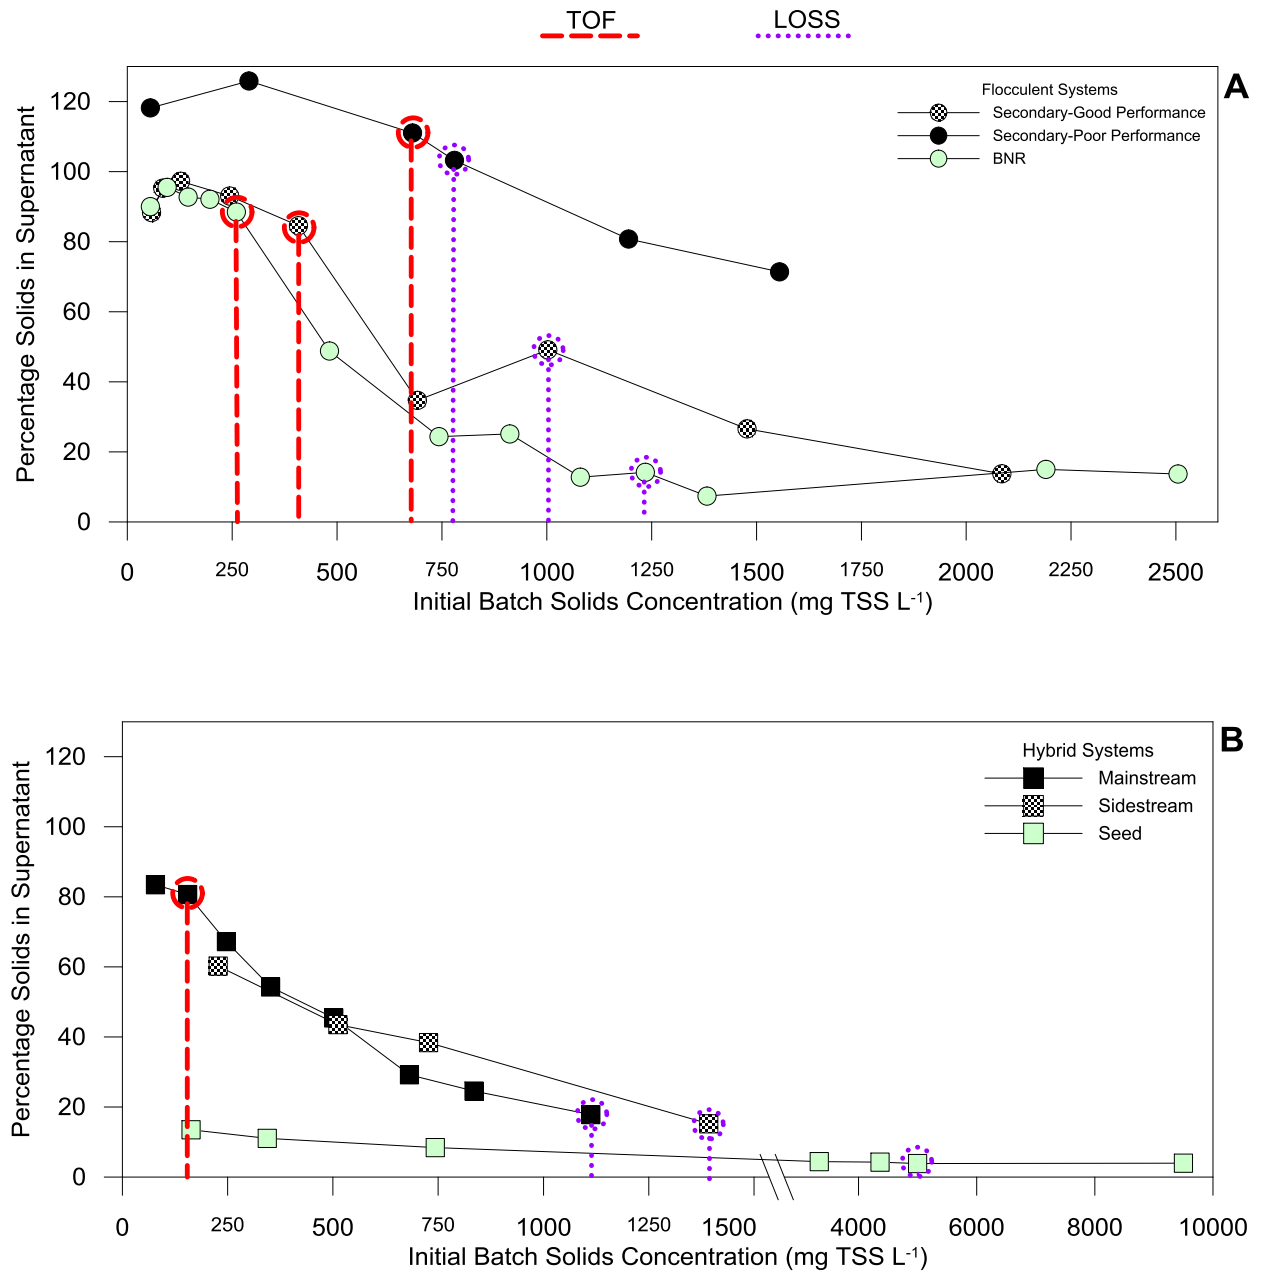 TOF LOSS
A
Flocculent Systems
Secondary-Good Performance
Secondary-Poor Performance
BNR
Percentage Solids in Supernatant
120
100
80
60
40
20
0
0 250 500 750 1000 1250 1500 1750 2000 2250 2500
Initial Batch Solids Concentration (mg TSS L⁻¹)
B
Hybrid Systems
Mainstream
Sidestream
Seed
Percentage Solids in Supernatant
120
100
80
60
40
20
0
0 250 500 750 1000 1250 1500 4000 6000 8000 10000
Initial Batch Solids Concentration (mg TSS L⁻¹)